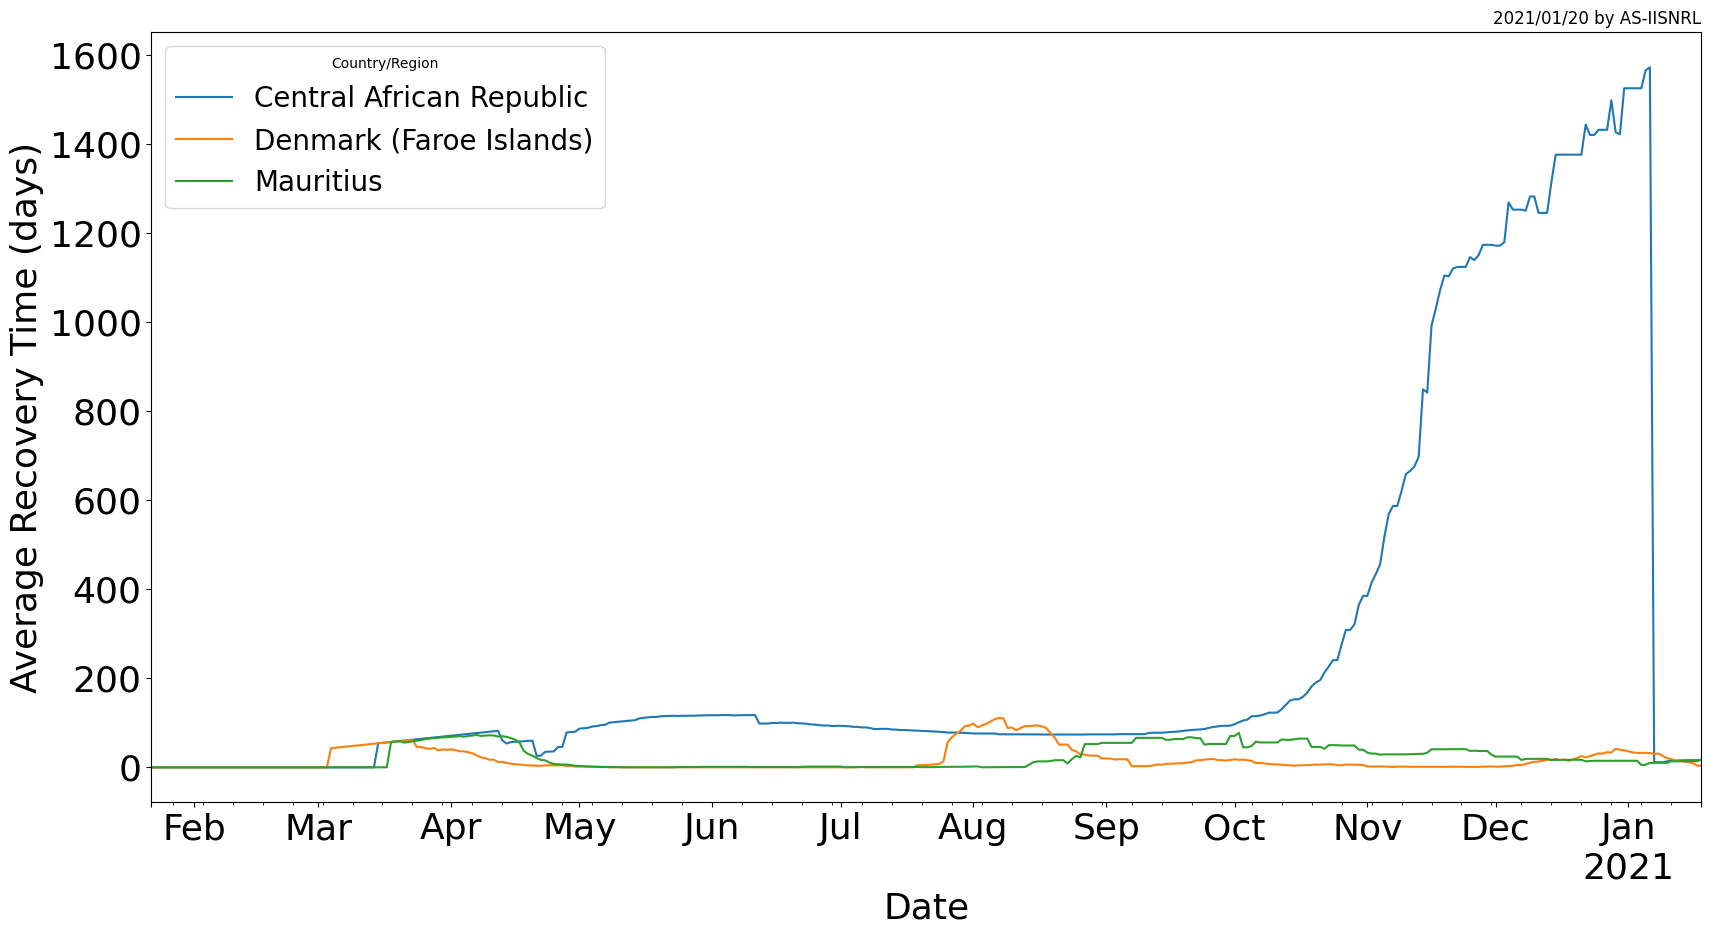 2021/01/20 by AS-IISNRL
Country/Region
Central African Republic
Denmark (Faroe Islands)
Mauritius
Average Recovery Time (days)
1600
1400
1200
1000
800
600
400
200
0
Feb Mar Apr May Jun Jul Aug Sep Oct Nov Dec Jan
2021
Date